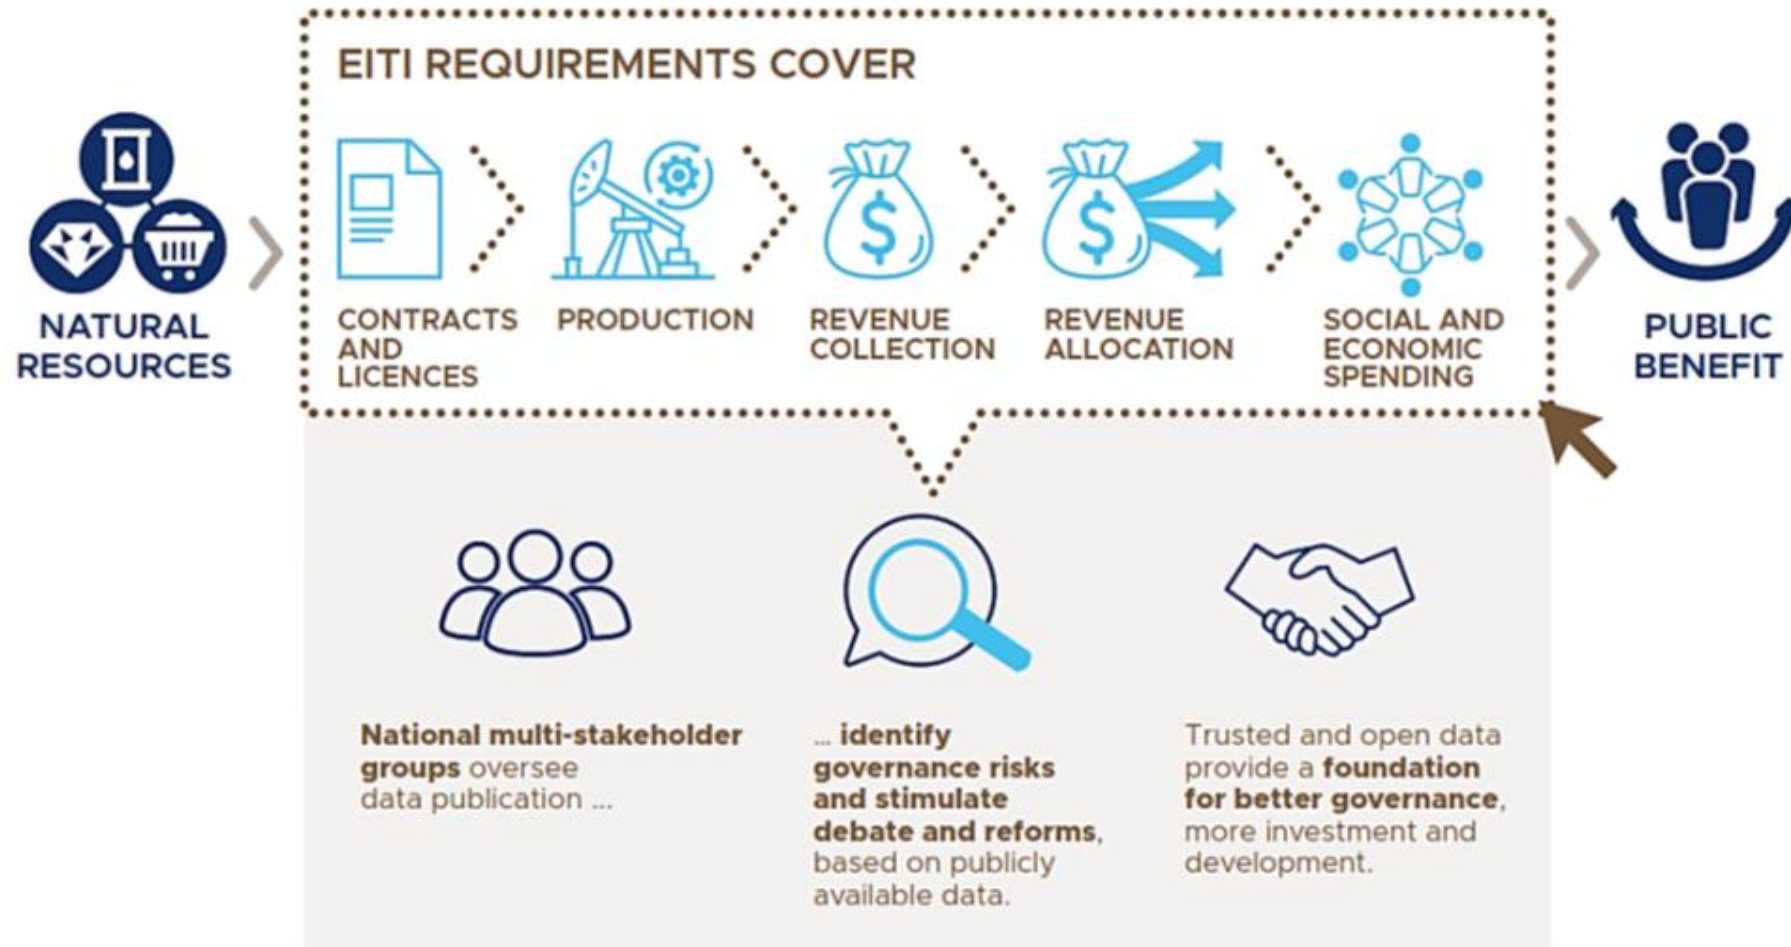 EITI REQUIREMENTS COVER
NATURAL
RESOURCES
CONTRACTS
AND
LICENCES
PRODUCTION
REVENUE
COLLECTION
REVENUE
ALLOCATION
SOCIAL AND
ECONOMIC
SPENDING
PUBLIC
BENEFIT
National multi-stakeholder
groups oversee
data publication ...
... identify
governance risks
and stimulate
debate and reforms,
based on publicly
available data.
Trusted and open data
provide a foundation
for better governance,
more investment and
development.